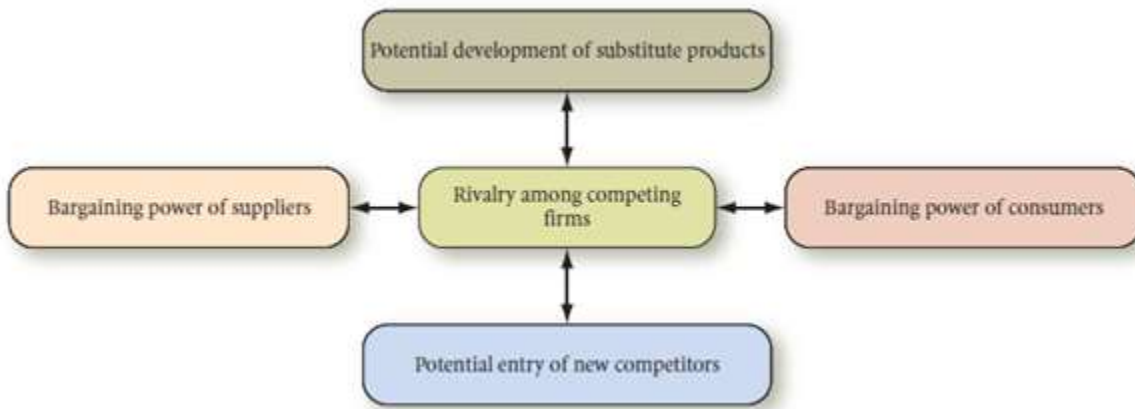 Potential development of substitute products
Bargaining power of suppliers
Rivalry among competing
firms
Bargaining power of consumers
Potential entry of new competitors